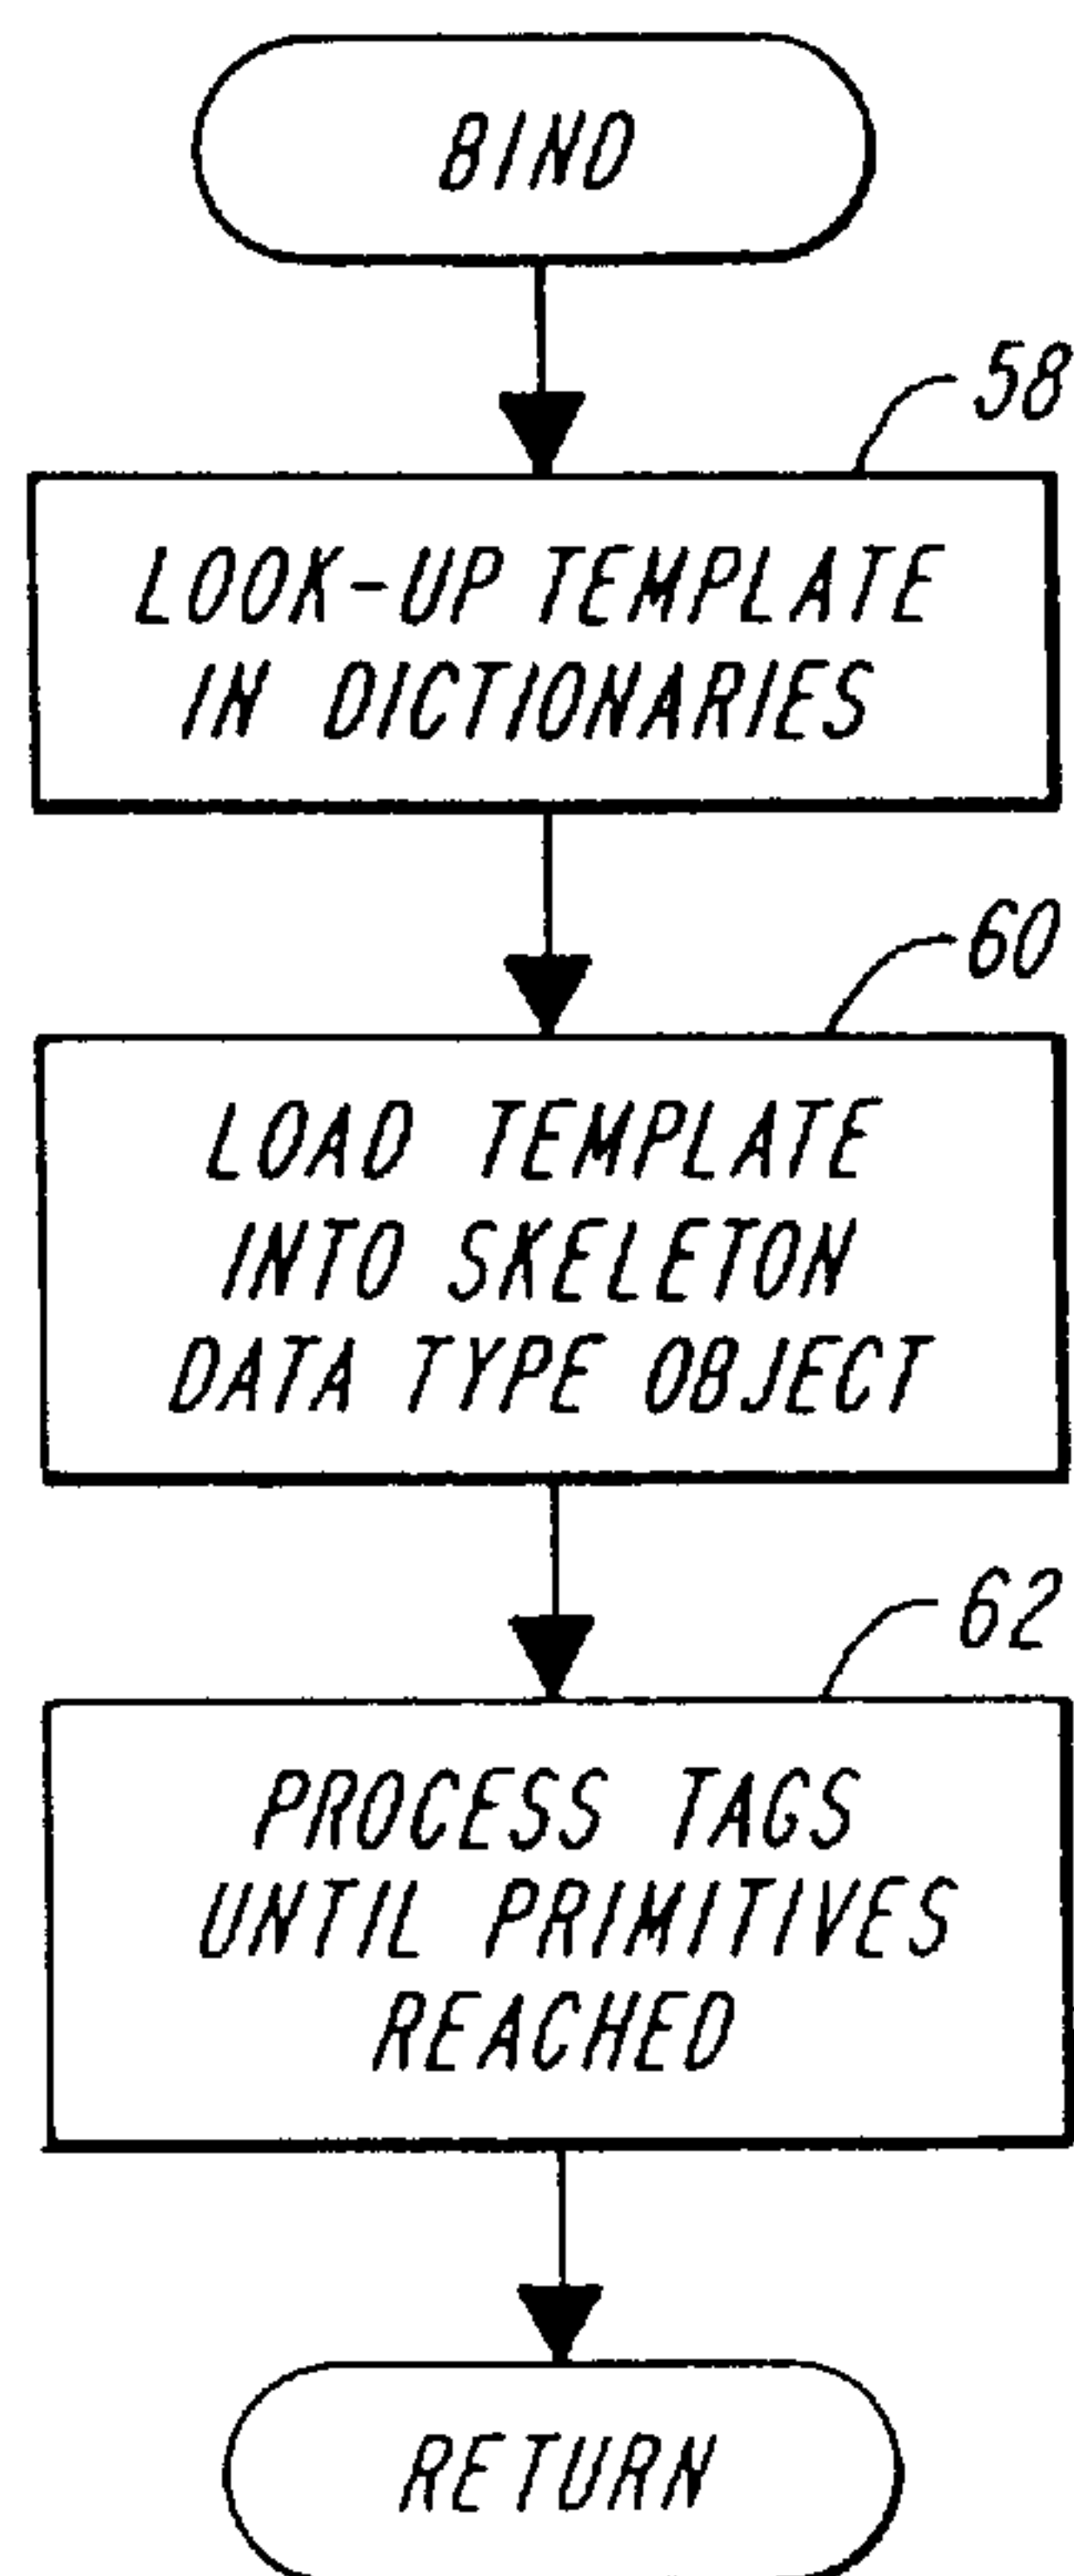 BIND
58
LOOK-UP TEMPLATE
IN DICTIONARIES
60
LOAD TEMPLATE
INTO SKELETON
DATA TYPE OBJECT
62
PROCESS TAGS
UNTIL PRIMITIVES
REACHED
RETURN